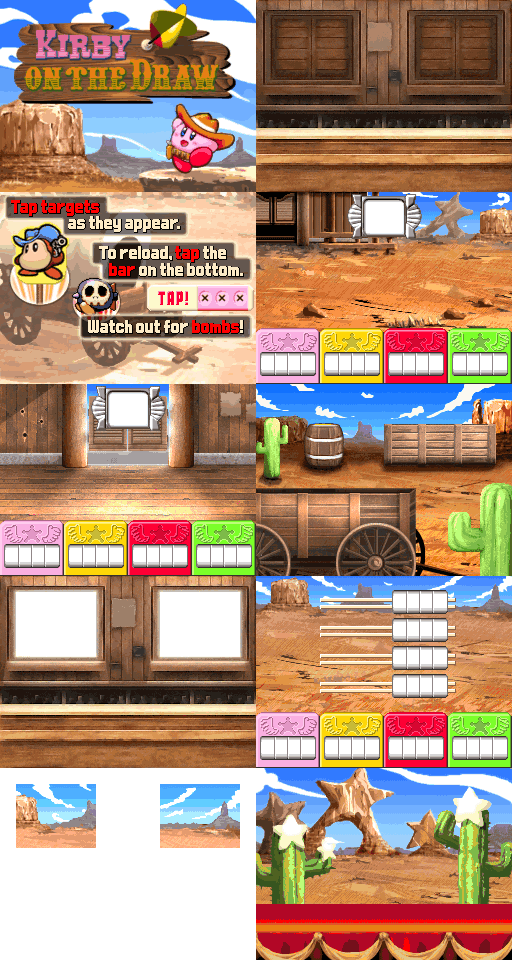 KIRBY
ON THE DRAW
Tap targets
as they appear.
To reload, tap the
bar on the bottom.
TAP!
Watch out for bombs!